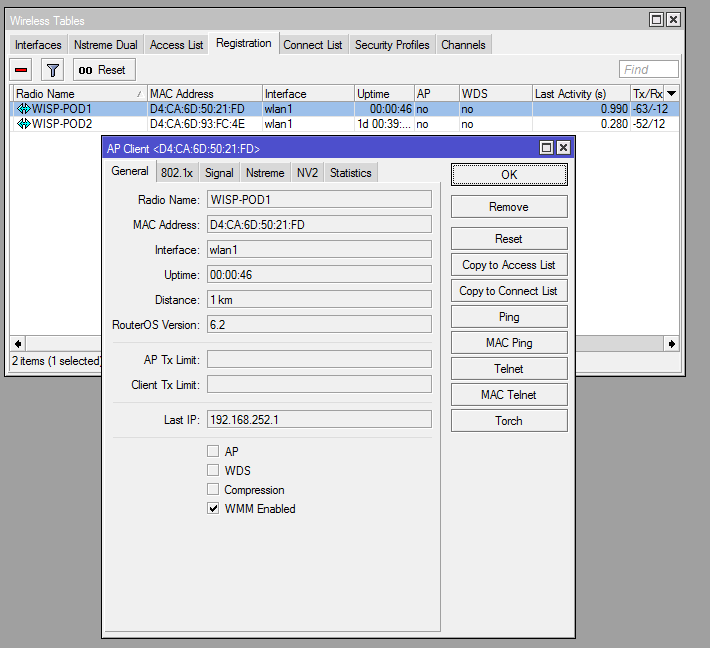 Wireless Tables
Interfaces Nstreme Dual Access List Registration Connect List Security Profiles Channels
00 Reset Find
Radio Name MAC Address Interface Uptime AP WDS Last Activity (s) Tx/Rx
WISP-POD1 D4:CA:6D:50:21:FD wlan1 00:00:46 no no 0.990 -63/-12
WISP-POD2 D4:CA:6D:93:FC:4E wlan1 1d 00:39:... no no 0.280 -52/12
2 items (1 selected)
AP Client <D4:CA:6D:50:21:FD>
General 802.1x Signal Nstreme NV2 Statistics
Radio Name: WISP-POD1
MAC Address: D4:CA:6D:50:21:FD
Interface: wlan1
Uptime: 00:00:46
Distance: 1 km
RouterOS Version: 6.2
AP Tx Limit:
Client Tx Limit:
Last IP: 192.168.252.1
AP
WDS
Compression
WMM Enabled
OK
Remove
Reset
Copy to Access List
Copy to Connect List
Ping
MAC Ping
Telnet
MAC Telnet
Torch